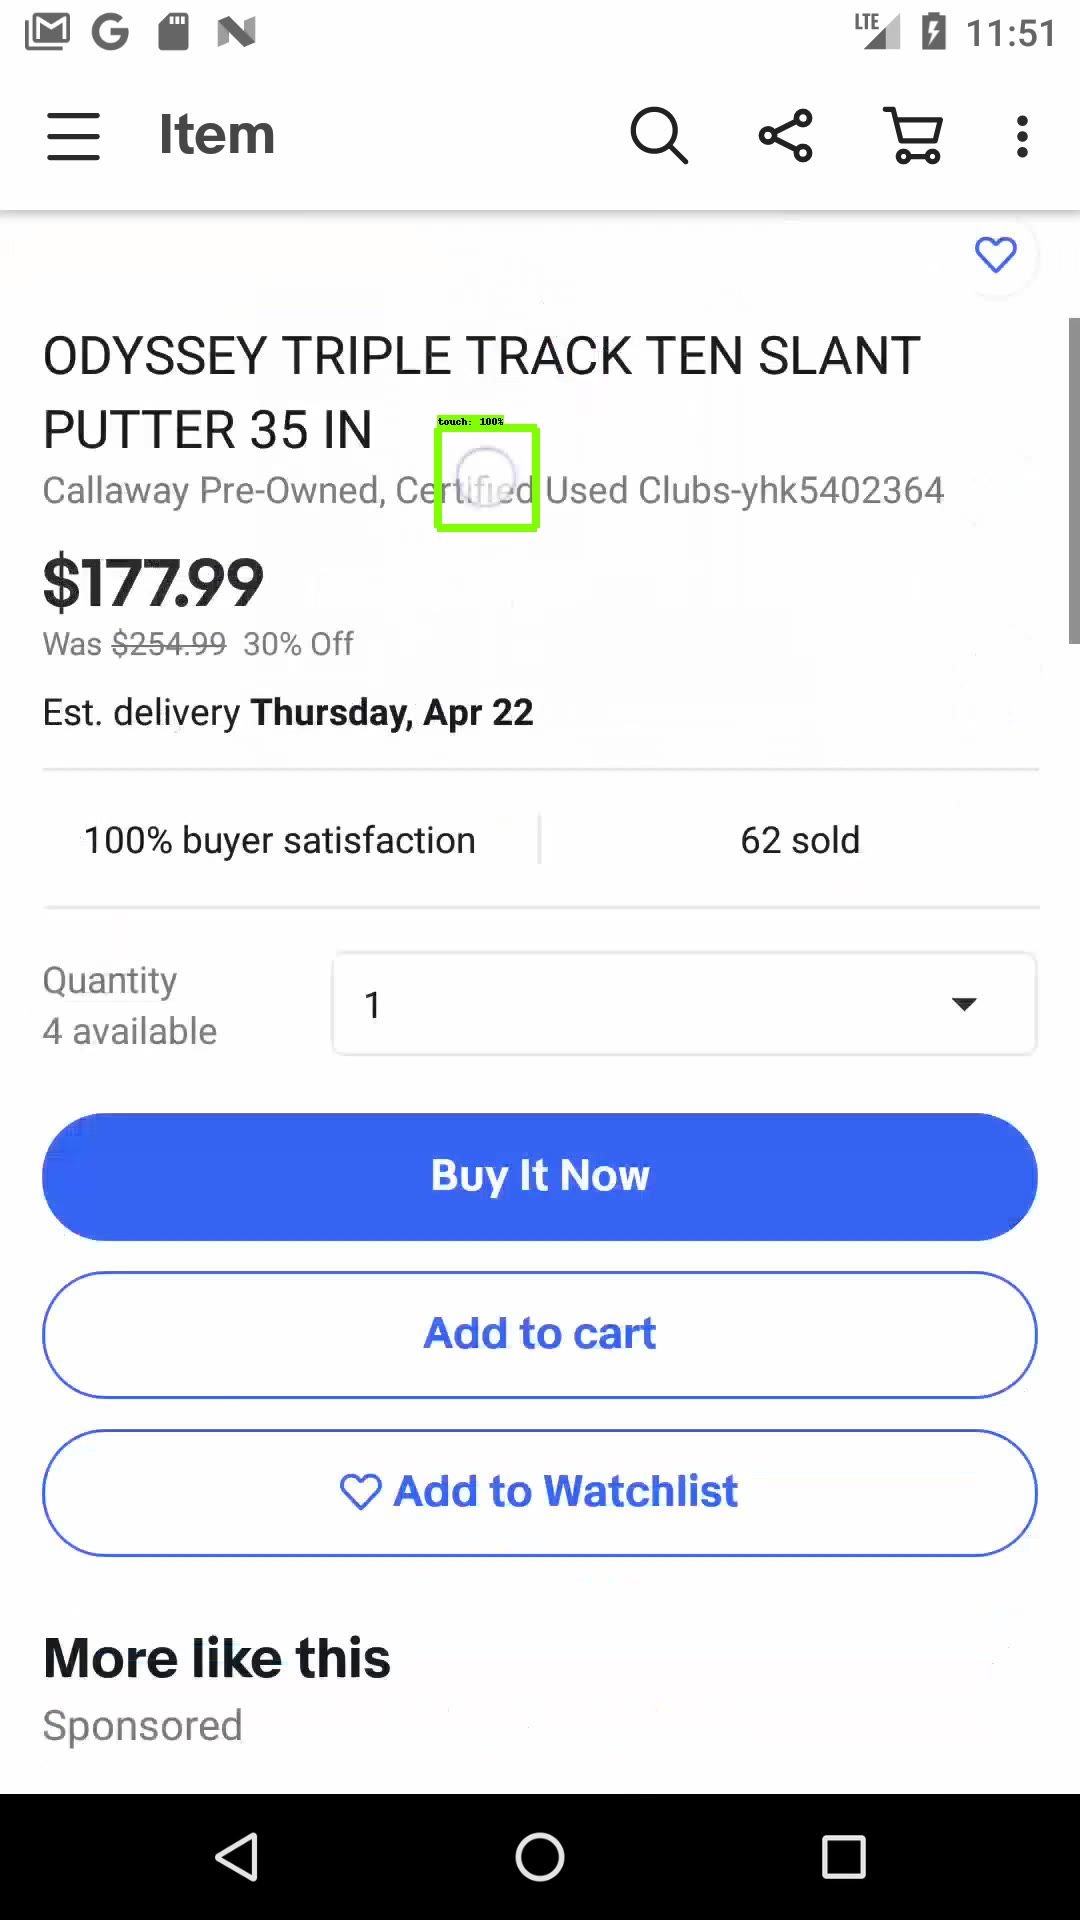 LTE 11:51
Item
ODYSSEY TRIPLE TRACK TEN SLANT
PUTTER 35 IN
touch: 100%
Callaway Pre-Owned, Certified Used Clubs-yhk5402364
$177.99
Was $254.99 30% Off
Est. delivery Thursday, Apr 22
100% buyer satisfaction 62 sold
Quantity 1
4 available
Buy It Now
Add to cart
Add to Watchlist
More like this
Sponsored